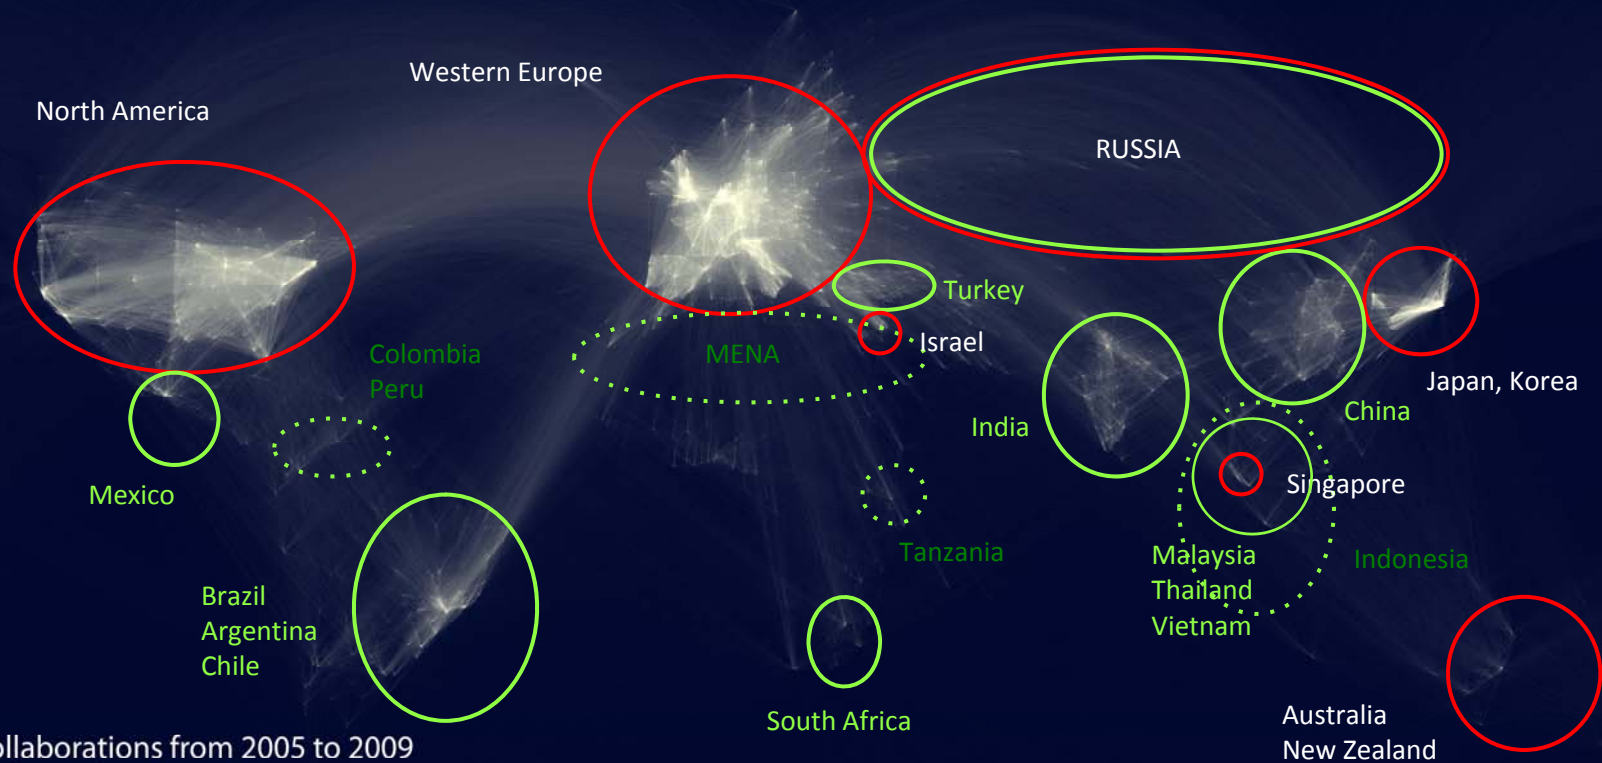 Western Europe
North America
RUSSIA
Turkey
Israel
MENA
Colombia
Peru
Japan, Korea
China
India
Mexico
Singapore
Tanzania
Malaysia
Thailand
Vietnam
Indonesia
Brazil
Argentina
Chile
South Africa
Australia
New Zealand
ollaborations from 2005 to 2009